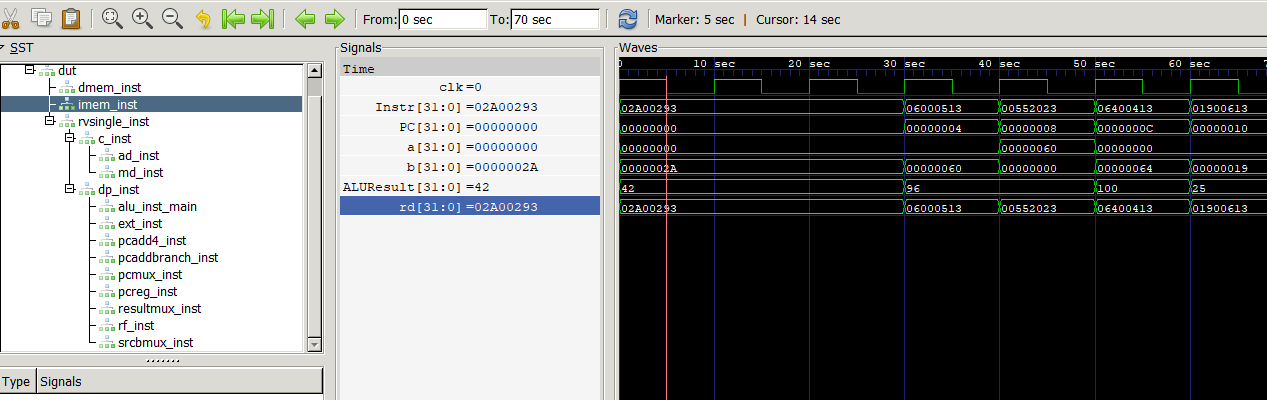 From: 0 sec To: 70 sec Marker: 5 sec | Cursor: 14 sec
SST
dut
dmem_inst
imem_inst
rvsingle_inst
c_inst
ad_inst
md_inst
dp_inst
alu_inst_main
ext_inst
pcadd4_inst
pcaddbranch_inst
pcmux_inst
pcreg_inst
resultmux_inst
rf_inst
srcbmux_inst
Type Signals
Signals
Time
clk=0
Instr[31:0]=02A00293
PC[31:0]=00000000
a[31:0]=00000000
b[31:0]=0000002A
ALUResult[31:0]=42
rd[31:0]=02A00293
Waves
0 10 sec 20 sec 30 sec 40 sec 50 sec 60 sec 7
02A00293 06000513 00552023 06400413 01900613
00000000 00000004 00000008 0000000C 00000010
00000000 00000060 00000000
0000002A 00000060 00000000 00000064 00000019
42 96 100 25
02A00293 06000513 00552023 06400413 01900613